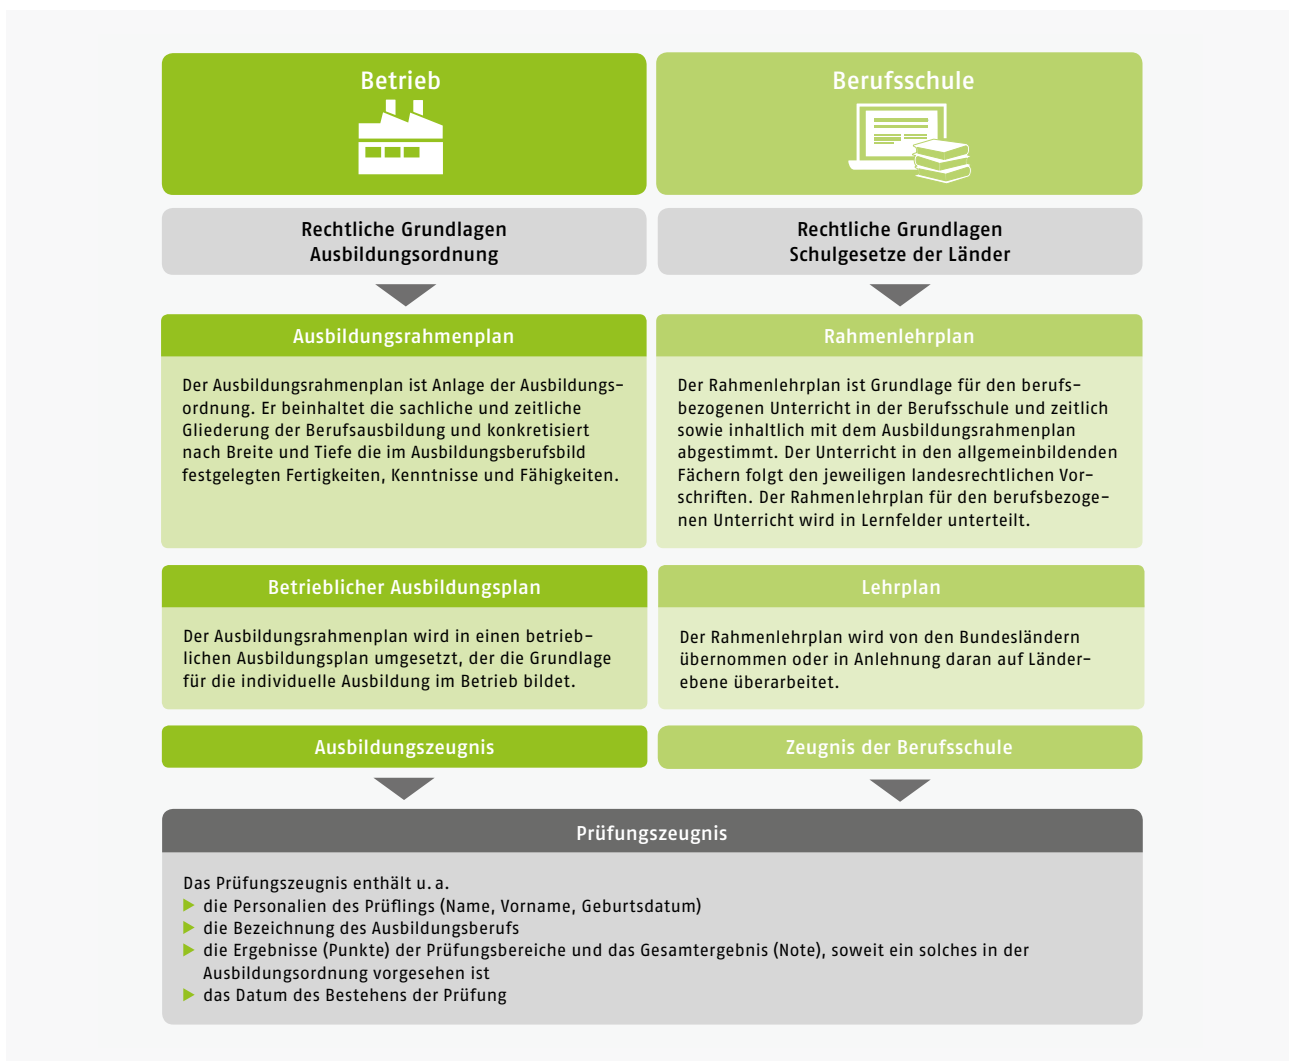 Betrieb
Berufsschule
Rechtliche Grundlagen
Ausbildungsordnung
Rechtliche Grundlagen
Schulgesetze der Länder
Ausbildungsrahmenplan
Der Ausbildungsrahmenplan ist Anlage der Ausbildungs-
ordnung. Er beinhaltet die sachliche und zeitliche
Gliederung der Berufsausbildung und konkretisiert
nach Breite und Tiefe die im Ausbildungsberufsbild
festgelegten Fertigkeiten, Kenntnisse und Fähigkeiten.
Rahmenlehrplan
Der Rahmenlehrplan ist Grundlage für den berufs-
bezogenen Unterricht in der Berufsschule und zeitlich
sowie inhaltlich mit dem Ausbildungsrahmenplan
abgestimmt. Der Unterricht in den allgemeinbildenden
Fächern folgt den jeweiligen landesrechtlichen Vor-
schriften. Der Rahmenlehrplan für den berufsbezoge-
nen Unterricht wird in Lernfelder unterteilt.
Betrieblicher Ausbildungsplan
Der Ausbildungsrahmenplan wird in einen betrieb-
lichen Ausbildungsplan umgesetzt, der die Grundlage
für die individuelle Ausbildung im Betrieb bildet.
Lehrplan
Der Rahmenlehrplan wird von den Bundesländern
übernommen oder in Anlehnung daran auf Länder-
ebene überarbeitet.
Ausbildungszeugnis
Zeugnis der Berufsschule
Prüfungszeugnis
Das Prüfungszeugnis enthält u. a.
▶ die Personalien des Prüflings (Name, Vorname, Geburtsdatum)
▶ die Bezeichnung des Ausbildungsberufs
▶ die Ergebnisse (Punkte) der Prüfungsbereiche und das Gesamtergebnis (Note), soweit ein solches in der
Ausbildungsordnung vorgesehen ist
▶ das Datum des Bestehens der Prüfung